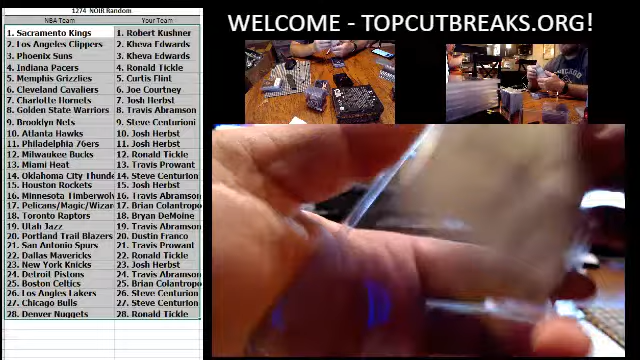 1274 NOIR Random
NBA Team Your Team
1. Sacramento Kings 1. Robert Kushner
2. Los Angeles Clippers 2. Kheva Edwards
3. Phoenix Suns 3. Kheva Edwards
4. Indiana Pacers 4. Ronald Tickle
5. Memphis Grizzlies 5. Curtis Flint
6. Cleveland Cavaliers 6. Joe Courtney
7. Charlotte Hornets 7. Josh Herbst
8. Golden State Warriors 8. Travis Abramson
9. Brooklyn Nets 9. Steve Centurioni
10. Atlanta Hawks 10. Josh Herbst
11. Philadelphia 76ers 11. Josh Herbst
12. Milwaukee Bucks 12. Ronald Tickle
13. Miami Heat 13. Travis Prowant
14. Oklahoma City Thunde 14. Steve Centurion
15. Houston Rockets 15. Josh Herbst
16. Minnesota Timberwol 16. Travis Abramson
17. Pelicans/Magic/Wizar 17. Brian Colantropo
18. Toronto Raptors 18. Bryan DeMoine
19. Utah Jazz 19. Travis Abramson
20. Portland Trail Blazers 20. Dustin Franco
21. San Antonio Spurs 21. Travis Prowant
22. Dallas Mavericks 22. Ronald Tickle
23. New York Knicks 23. Josh Herbst
24. Detroit Pistons 24. Travis Abramson
25. Boston Celtics 25. Brian Colantropo
26. Los Angles Lakers 26. Steve Centurion
27. Chicago Bulls 27. Steve Centurion
28. Denver Nuggets 28. Ronald Tickle
WELCOME - TOPCUTBREAKS.ORG!
CHICAGO